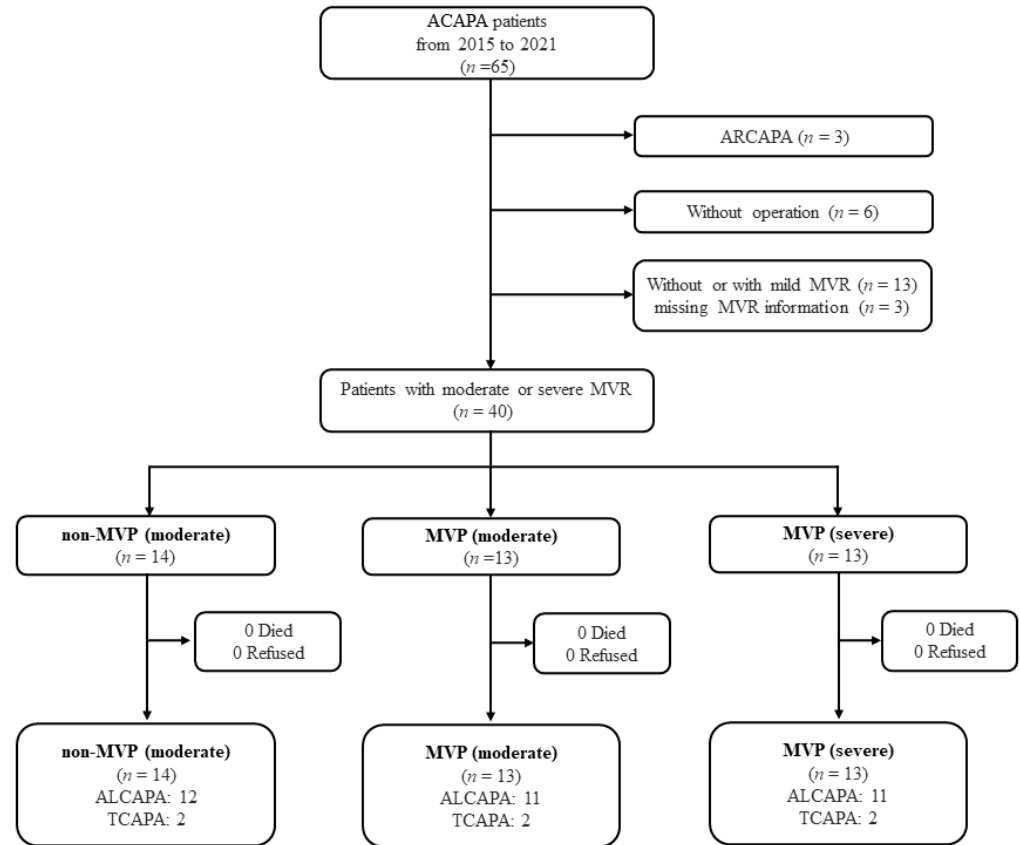 ACAPA patients
from 2015 to 2021
(n =65)
ARCAPA (n = 3)
Without operation (n = 6)
Without or with mild MVR (n = 13)
missing MVR information (n = 3)
Patients with moderate or severe MVR
(n = 40)
non-MVP (moderate)
(n = 14)
MVP (moderate)
(n =13)
MVP (severe)
(n = 13)
0 Died
0 Refused
0 Died
0 Refused
0 Died
0 Refused
non-MVP (moderate)
(n = 14)
ALCAPA: 12
TCAPA: 2
MVP (moderate)
(n = 13)
ALCAPA: 11
TCAPA: 2
MVP (severe)
(n = 13)
ALCAPA: 11
TCAPA: 2